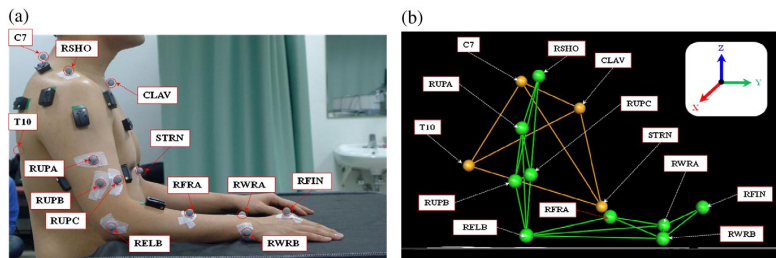 (a)
C7
RSHO
CLAV
T10
STRN
RUPA
RUPB
RUPC
RFRA
RWRA
RFIN
RELB
RWRB
(b)
C7
RSHO
CLAV
RUPA
T10
RUPC
STRN
RWRA
RUPB
RFRA
RFIN
RELB
RWRB
Z
Y
X